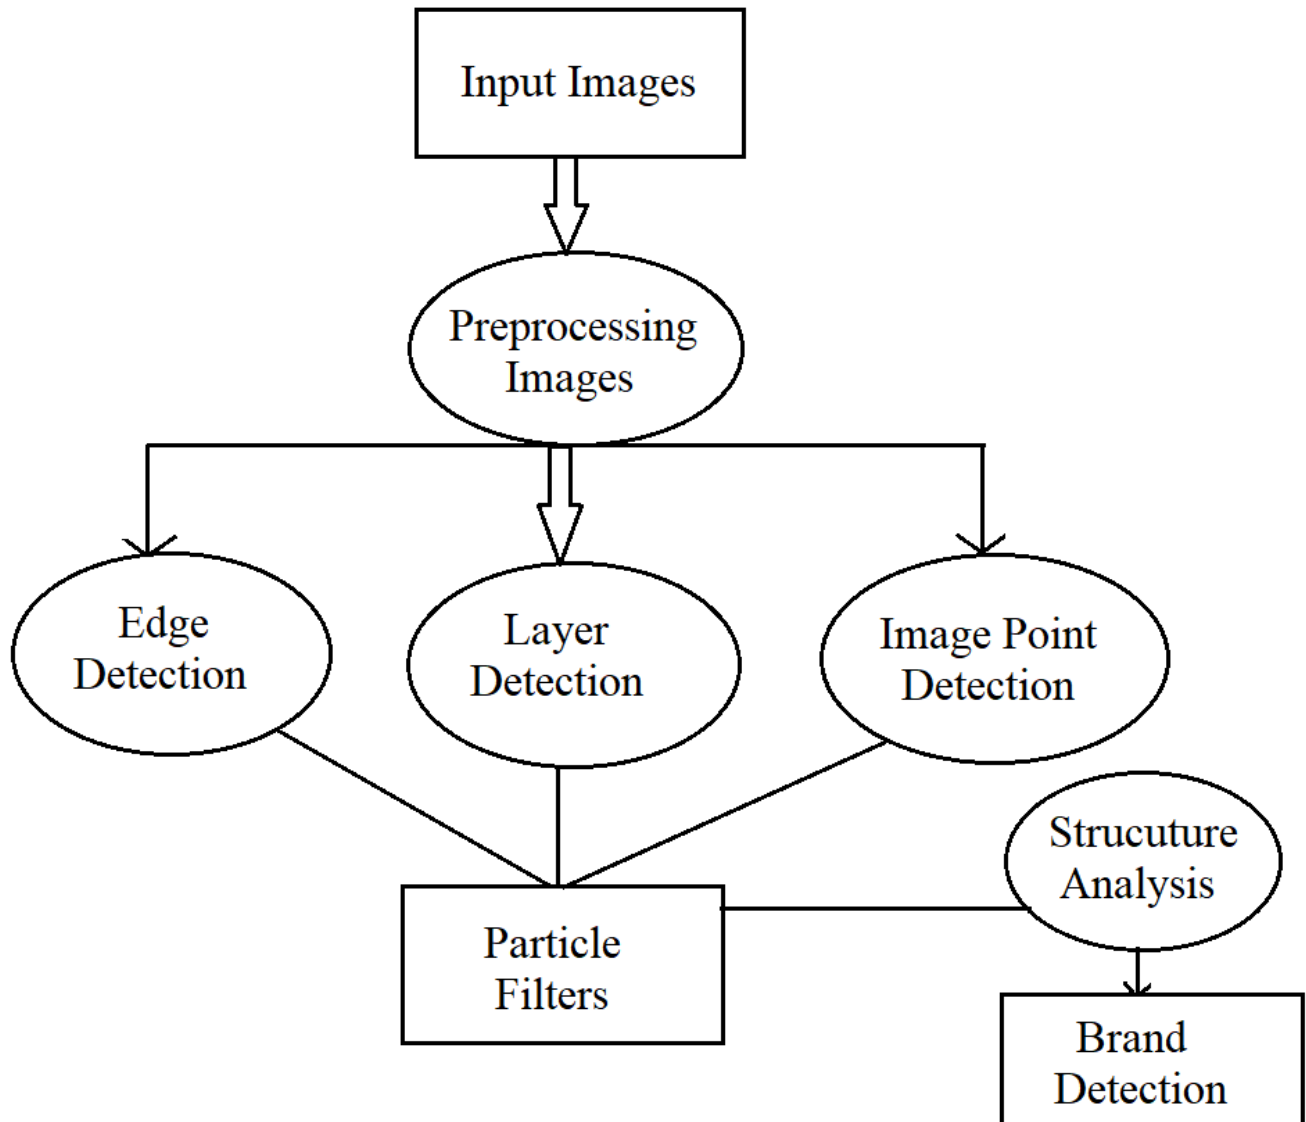 Input Images
Preprocessing
Images
Edge
Detection
Layer
Detection
Image Point
Detection
Strucuture
Analysis
Particle
Filters
Brand
Detection